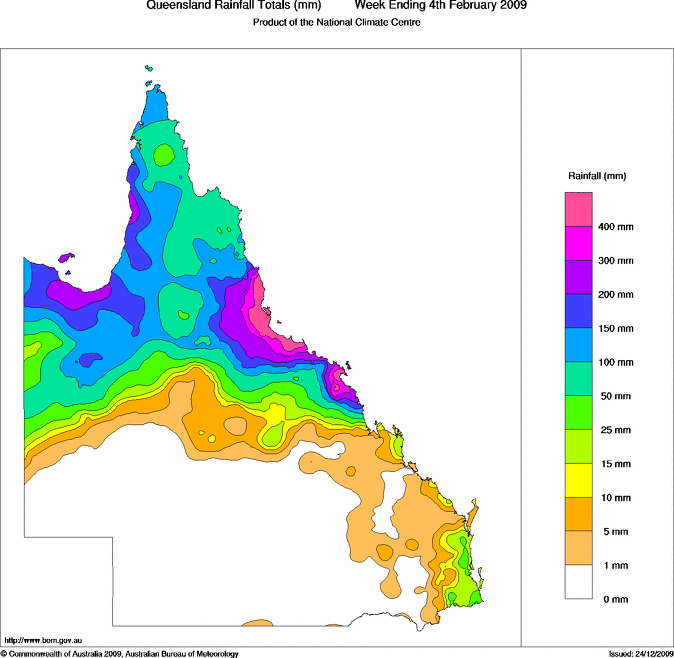 Queensland Rainfall Totals (mm) Week Ending 4th February 2009
Product of the National Climate Centre
Rainfall (mm)
400 mm
300 mm
200 mm
150 mm
100 mm
50 mm
25 mm
15 mm
10 mm
5 mm
1 mm
0 mm
http://www.bom.gov.au
© Commonwealth of Australia 2009, Australian Bureau of Meteorology Issued: 24/12/2009